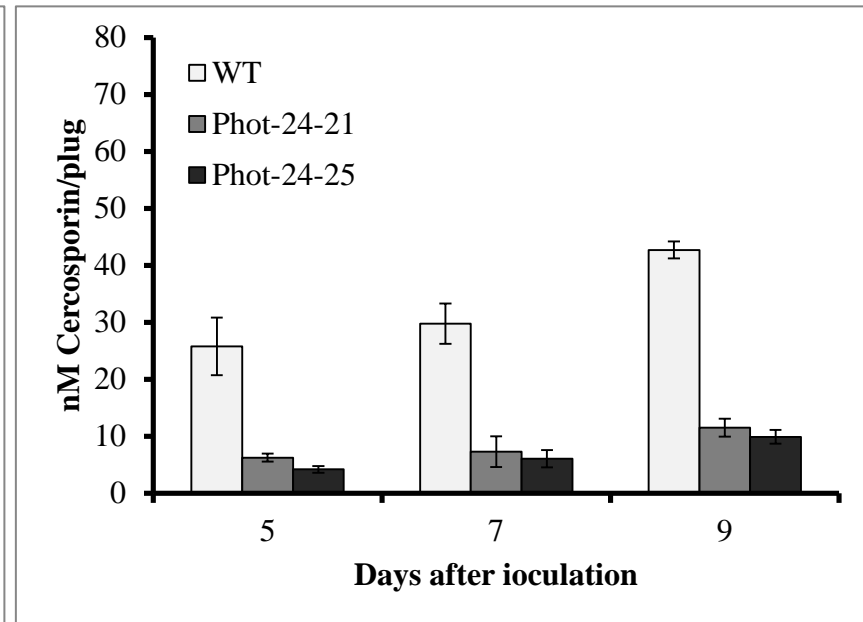 nM Cercosporin/plug
80
70
60
50
40
30
20
10
0
WT
Phot-24-21
Phot-24-25
5 7 9
Days after ioculation